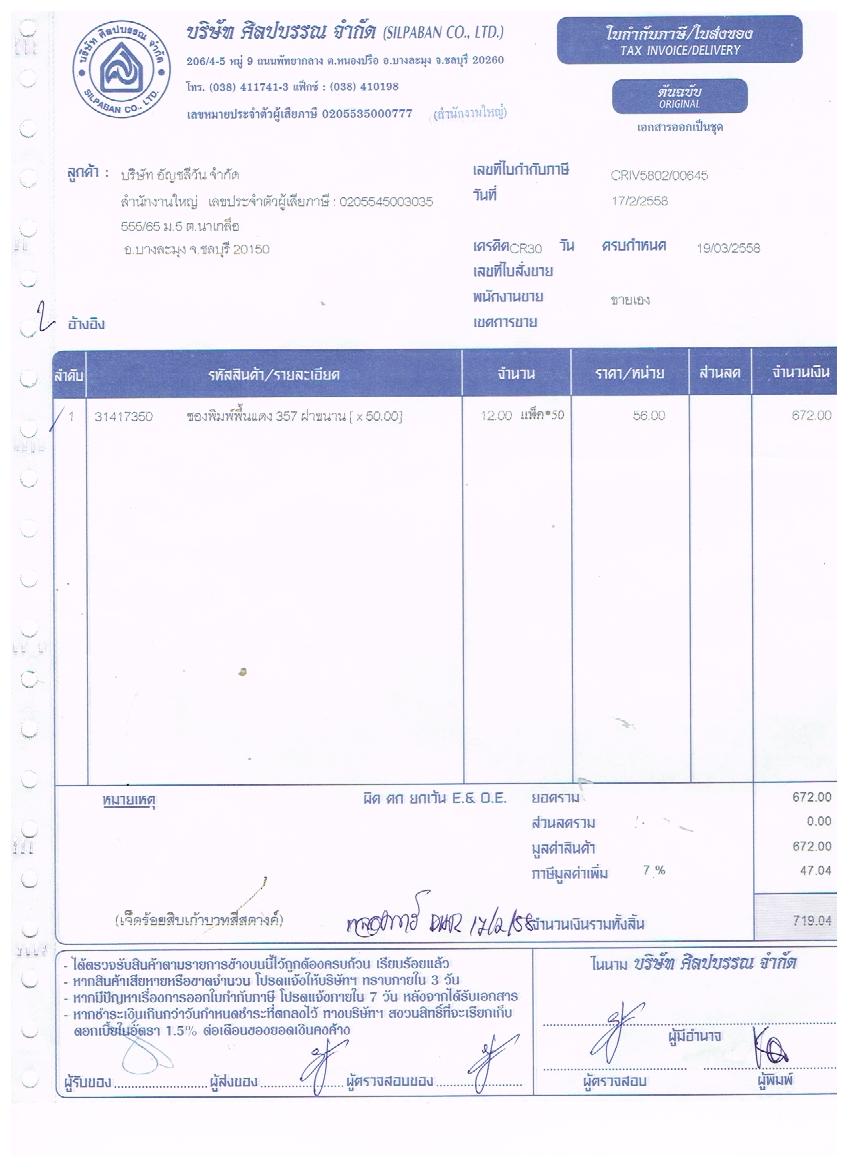 บริษัท ศิลปบรรณ จำกัด (SILPABAN CO., LTD.)
206/4-5 หมู่ 9 ถนนพัทยากลาง ต.หนองปรือ อ.บางละมุง จ.ชลบุรี 20260
โทร. (038) 411741-3 แฟ็กซ์ : (038) 410198
เลขหมายประจำตัวผู้เสียภาษี 0205535000777 (สำนักงานใหญ่)
บริษัท ศิลปบรรณ จำกัด
SILPABAN CO., LTD.
ใบกำกับภาษี/ใบส่งของ
TAX INVOICE/DELIVERY
ต้นฉบับ
ORIGINAL
เอกสารออกเป็นชุด
ลูกค้า : บริษัท อัญชลีวัน จำกัด
สำนักงานใหญ่ เลขประจำตัวผู้เสียภาษี : 0205545003035
555/65 ม.5 ต.นาเกลือ
อ.บางละมุง จ.ชลบุรี 20150
เลขที่ใบกำกับภาษี CRIV5802/00645
วันที่ 17/2/2558
เครดิต CR30 วัน ครบกำหนด 19/03/2558
เลขที่ใบสั่งขาย
พนักงานขาย ขายเอง
เขตการขาย
2
อ้างอิง
ลำดับ รหัสสินค้า/รายละเอียด จำนวน ราคา/หน่วย ส่วนลด จำนวนเงิน
1 31417350 ซองพิมพ์พื้นแดง 357 ฝาขนาน [ x 50.00] 12.00 แพ็ค*50 56.00 672.00
หมายเหตุ ผิด ตก ยกเว้น E.& O.E. ยอดรวม 672.00
ส่วนลดรวม 0.00
มูลค่าสินค้า 672.00
ภาษีมูลค่าเพิ่ม 7 % 47.04
(เจ็ดร้อยสิบเก้าบาทสี่สตางค์) 17/2/58 จำนวนเงินรวมทั้งสิ้น 719.04
- ได้ตรวจรับสินค้าตามรายการข้างบนนี้ไว้ถูกต้องครบถ้วน เรียบร้อยแล้ว
- หากสินค้าเสียหายหรือขาดจำนวน โปรดแจ้งให้บริษัทฯ ทราบภายใน 3 วัน
- หากมีปัญหาเรื่องการออกใบกำกับภาษี โปรดแจ้งภายใน 7 วัน หลังจากได้รับเอกสาร
- หากชำระเงินเกินกว่าวันกำหนดชำระที่ตกลงไว้ ทางบริษัทฯ สงวนสิทธิ์ที่จะเรียกเก็บ
ดอกเบี้ยในอัตรา 1.5% ต่อเดือนของยอดเงินคงค้าง
ผู้รับของ ผู้ส่งของ ผู้ตรวจสอบของ
ในนาม บริษัท ศิลปบรรณ จำกัด
ผู้มีอำนาจ
ผู้ตรวจสอบ ผู้พิมพ์